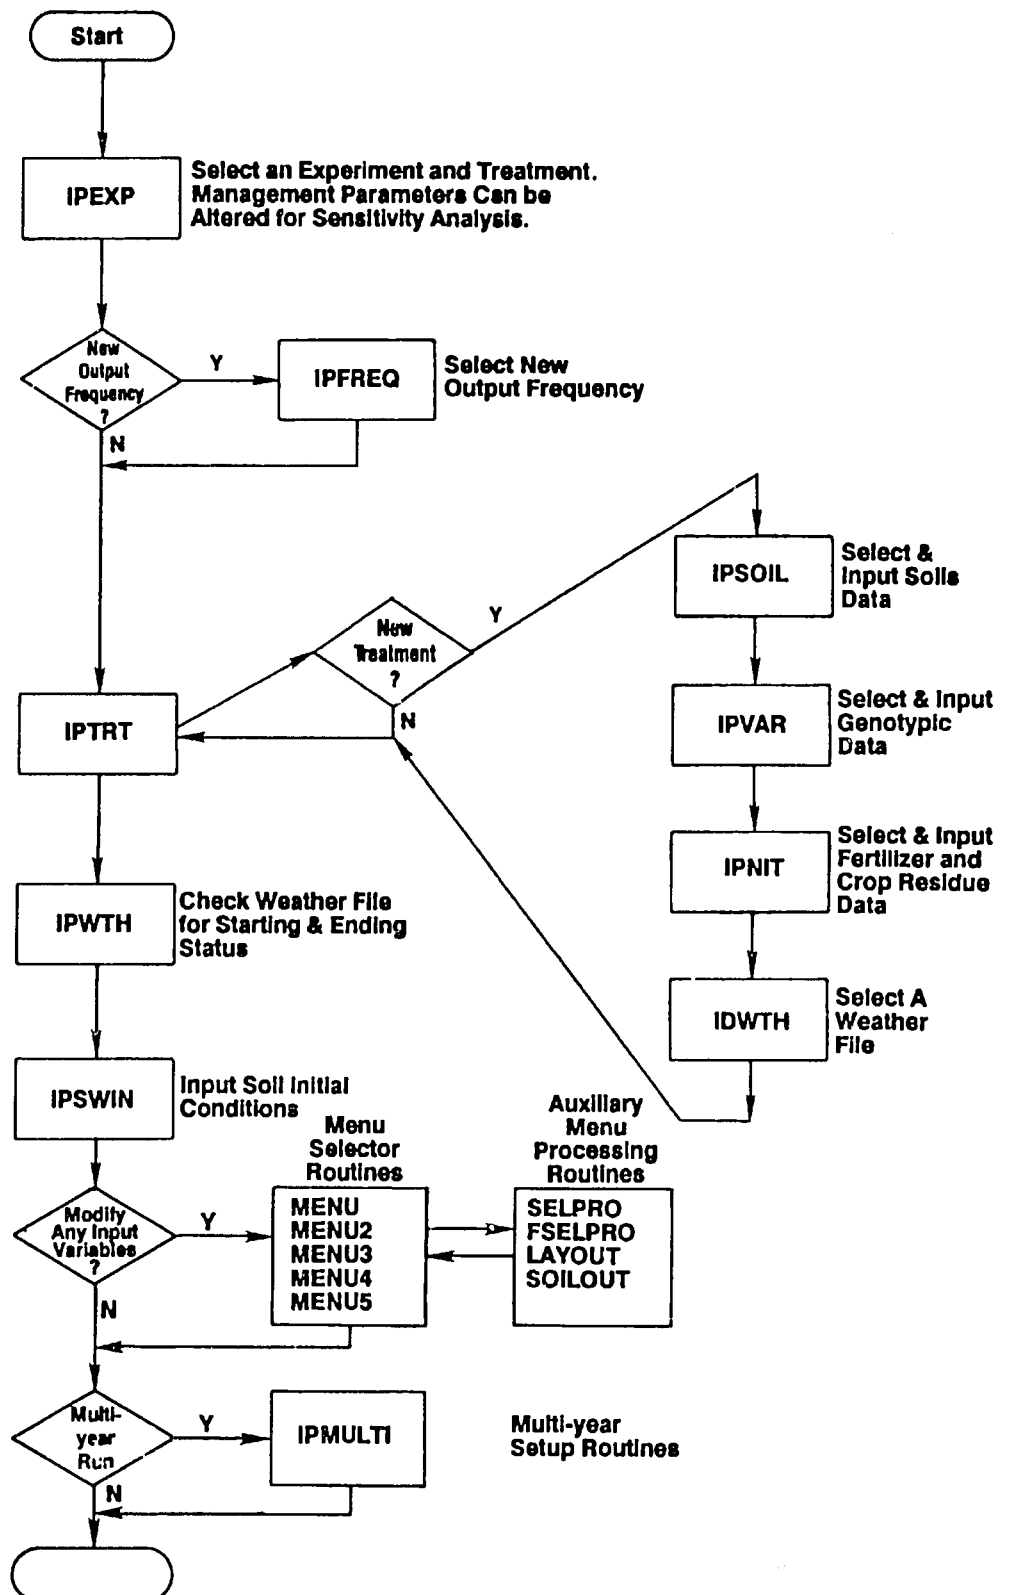 Start
IPEXP
Select an Experiment and Treatment.
Management Parameters Can be
Altered for Sensitivity Analysis.
New
Output
Frequency
?
Y
N
IPFREQ
Select New
Output Frequency
IPTRT
New
Treatment
?
Y
N
IPSOIL
Select &
Input Soils
Data
IPVAR
Select & Input
Genotypic
Data
IPNIT
Select & Input
Fertilizer and
Crop Residue
Data
IDWTH
Select A
Weather
File
IPWTH
Check Weather File
for Starting & Ending
Status
IPSWIN
Input Soil Initial
Conditions
Modify
Any Input
Variables
?
Y
N
Menu
Selector
Routines
MENU
MENU2
MENU3
MENU4
MENU5
Auxiliary
Menu
Processing
Routines
SELPRO
FSELPRO
LAYOUT
SOILOUT
Multi-
year
Run
Y
N
IPMULTI
Multi-year
Setup Routines